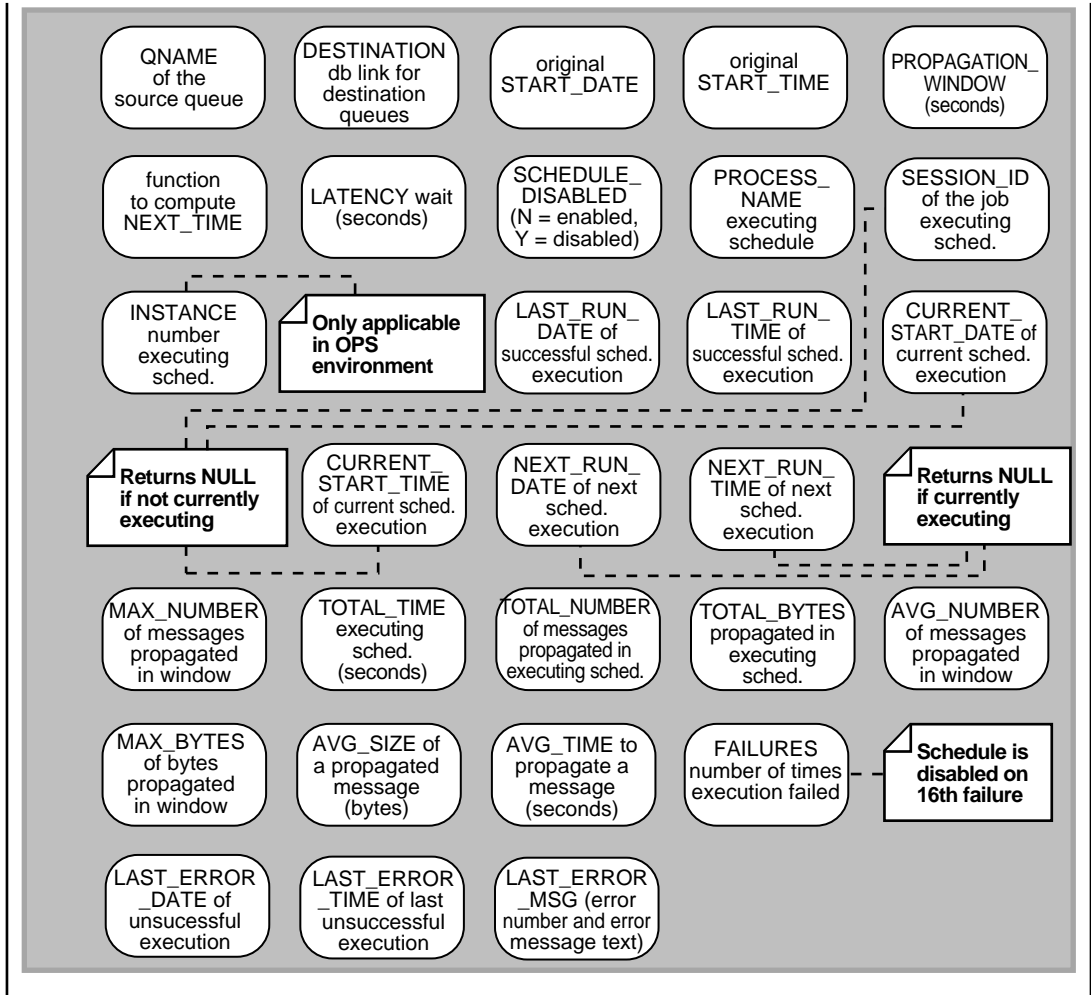 QNAME
of the
source queue
DESTINATION
db link for
destination
queues
original
START_DATE
original
START_TIME
PROPAGATION_
WINDOW
(seconds)
function
to compute
NEXT_TIME
LATENCY wait
(seconds)
SCHEDULE_
DISABLED
(N = enabled,
Y = disabled)
PROCESS_
NAME
executing
schedule
SESSION_ID
of the job
executing
sched.
INSTANCE
number
executing
sched.
Only applicable
in OPS
environment
LAST_RUN_
DATE of
successful sched.
execution
LAST_RUN_
TIME of
successful sched.
execution
CURRENT_
START_DATE of
current sched.
execution
Returns NULL
if not currently
executing
CURRENT_
START_TIME
of current sched.
execution
NEXT_RUN_
DATE of next
sched.
execution
NEXT_RUN_
TIME of next
sched.
execution
Returns NULL
if currently
executing
MAX_NUMBER
of messages
propagated
in window
TOTAL_TIME
executing
sched.
(seconds)
TOTAL_NUMBER
of messages
propagated in
executing sched.
TOTAL_BYTES
propagated in
executing
sched.
AVG_NUMBER
of messages
propagated
in window
MAX_BYTES
of bytes
propagated
in window
AVG_SIZE of
a propagated
message
(bytes)
AVG_TIME to
propagate a
message
(seconds)
FAILURES
number of times
execution failed
Schedule is
disabled on
16th failure
LAST_ERROR
_DATE of
unsucessful
execution
LAST_ERROR
_TIME of last
unsuccessful
execution
LAST_ERROR
_MSG (error
number and error
message text)